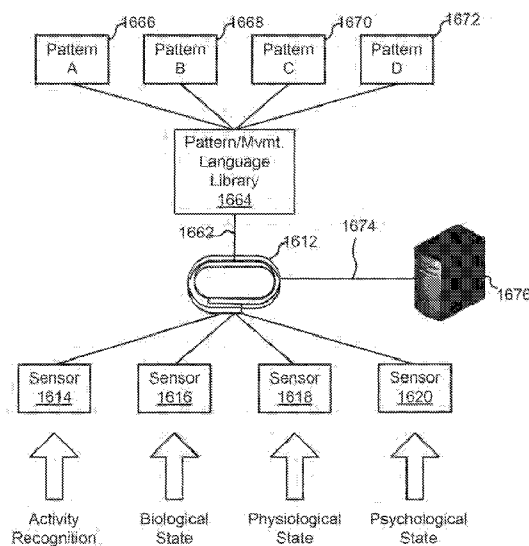 1666
1668
1670
1672
Pattern
A
Pattern
B
Pattern
C
Pattern
D
Pattern/Mvmt.
Language
Library
1664
1662
1612
1674
1676
Sensor
1614
Sensor
1616
Sensor
1618
Sensor
1620
Activity
Recognition
Biological
State
Physiological
State
Psychological
State